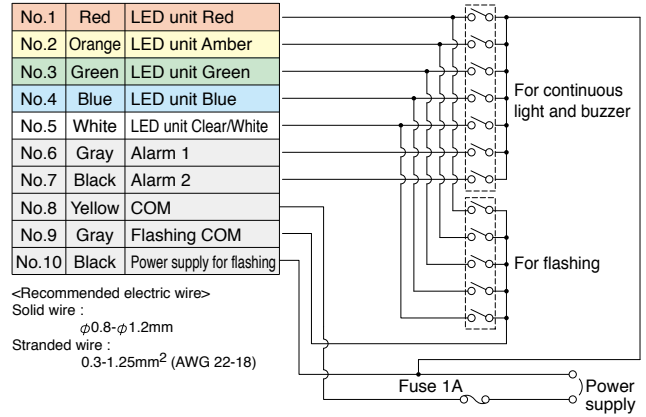 No.1 Red LED unit Red
No.2 Orange LED unit Amber
No.3 Green LED unit Green
No.4 Blue LED unit Blue
No.5 White LED unit Clear/White
No.6 Gray Alarm 1
No.7 Black Alarm 2
No.8 Yellow COM
No.9 Gray Flashing COM
No.10 Black Power supply for flashing
For continuous
light and buzzer
For flashing
<Recommended electric wire>
Solid wire :
φ0.8-φ1.2mm
Stranded wire :
0.3-1.25mm² (AWG 22-18)
Fuse 1A
Power
supply